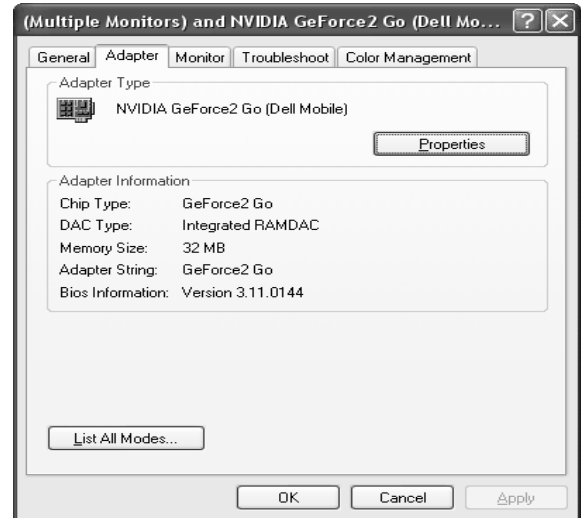 (Multiple Monitors) and NVIDIA GeForce2 Go (Dell Mo...
General Adapter Monitor Troubleshoot Color Management
Adapter Type
NVIDIA GeForce2 Go (Dell Mobile)
Properties
Adapter Information
Chip Type: GeForce2 Go
DAC Type: Integrated RAMDAC
Memory Size: 32 MB
Adapter String: GeForce2 Go
Bios Information: Version 3.11.0144
List All Modes...
OK Cancel Apply